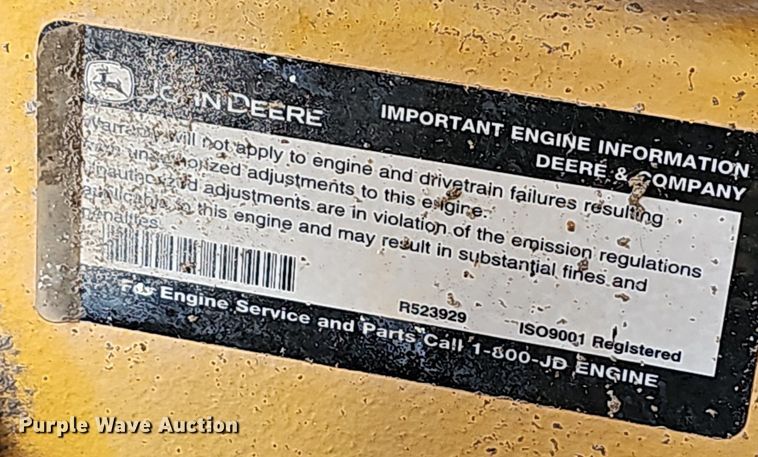 JOHN DEERE
IMPORTANT ENGINE INFORMATION
DEERE & COMPANY
Warranty will not apply to engine and drivetrain failures resulting
from unauthorized adjustments to this engine.
Unauthorized adjustments are in violation of the emission regulations
applicable to this engine and may result in substantial fines and
penalties.
R523929 ISO9001 Registered
For Engine Service and Parts Call 1-800-JD ENGINE
Purple Wave Auction